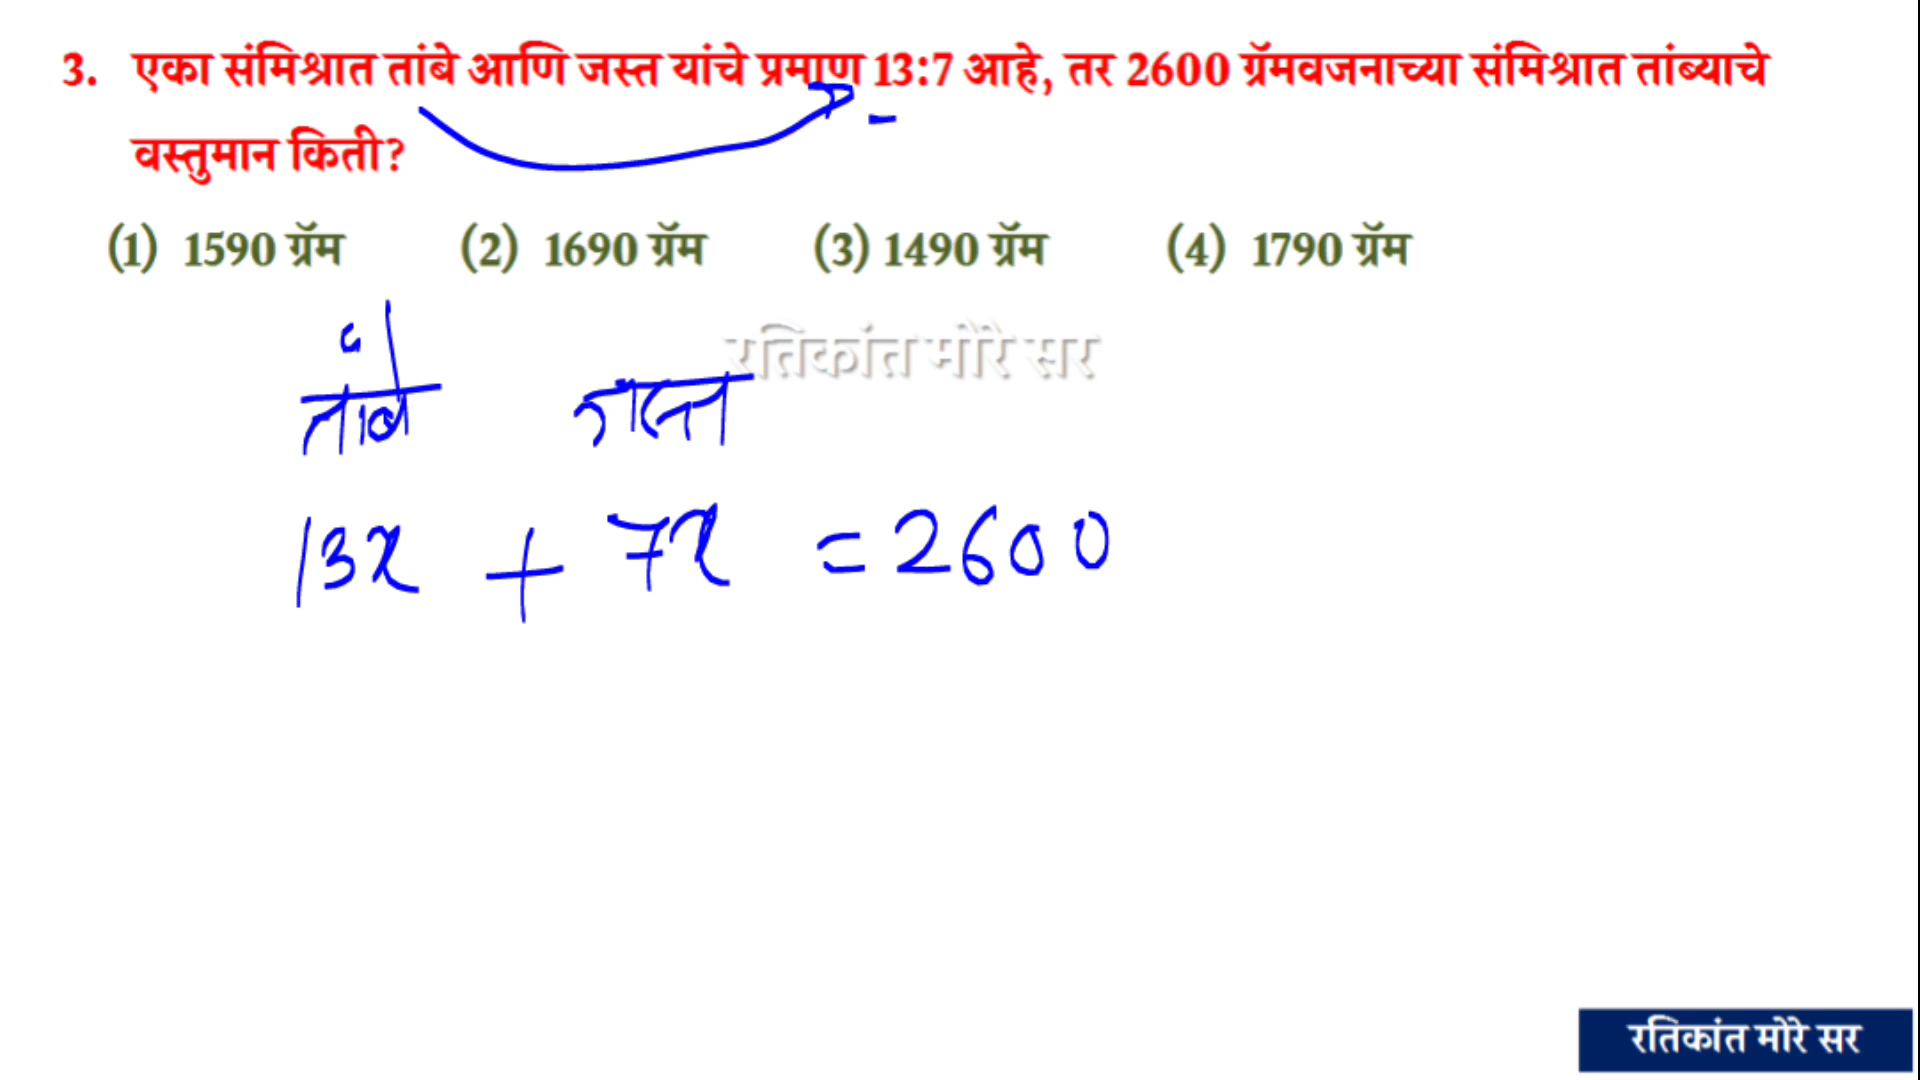 3. एका संमिश्रात तांबे आणि जस्त यांचे प्रमाण 13:7 आहे, तर 2600 ग्रॅमवजनाच्या संमिश्रात तांब्याचे
वस्तुमान किती?
(1) 1590 ग्रॅम (2) 1690 ग्रॅम (3) 1490 ग्रॅम (4) 1790 ग्रॅम
रतिकांत मोरे सर
तांबे जस्त
13x + 7x = 2600
रतिकांत मोरे सर